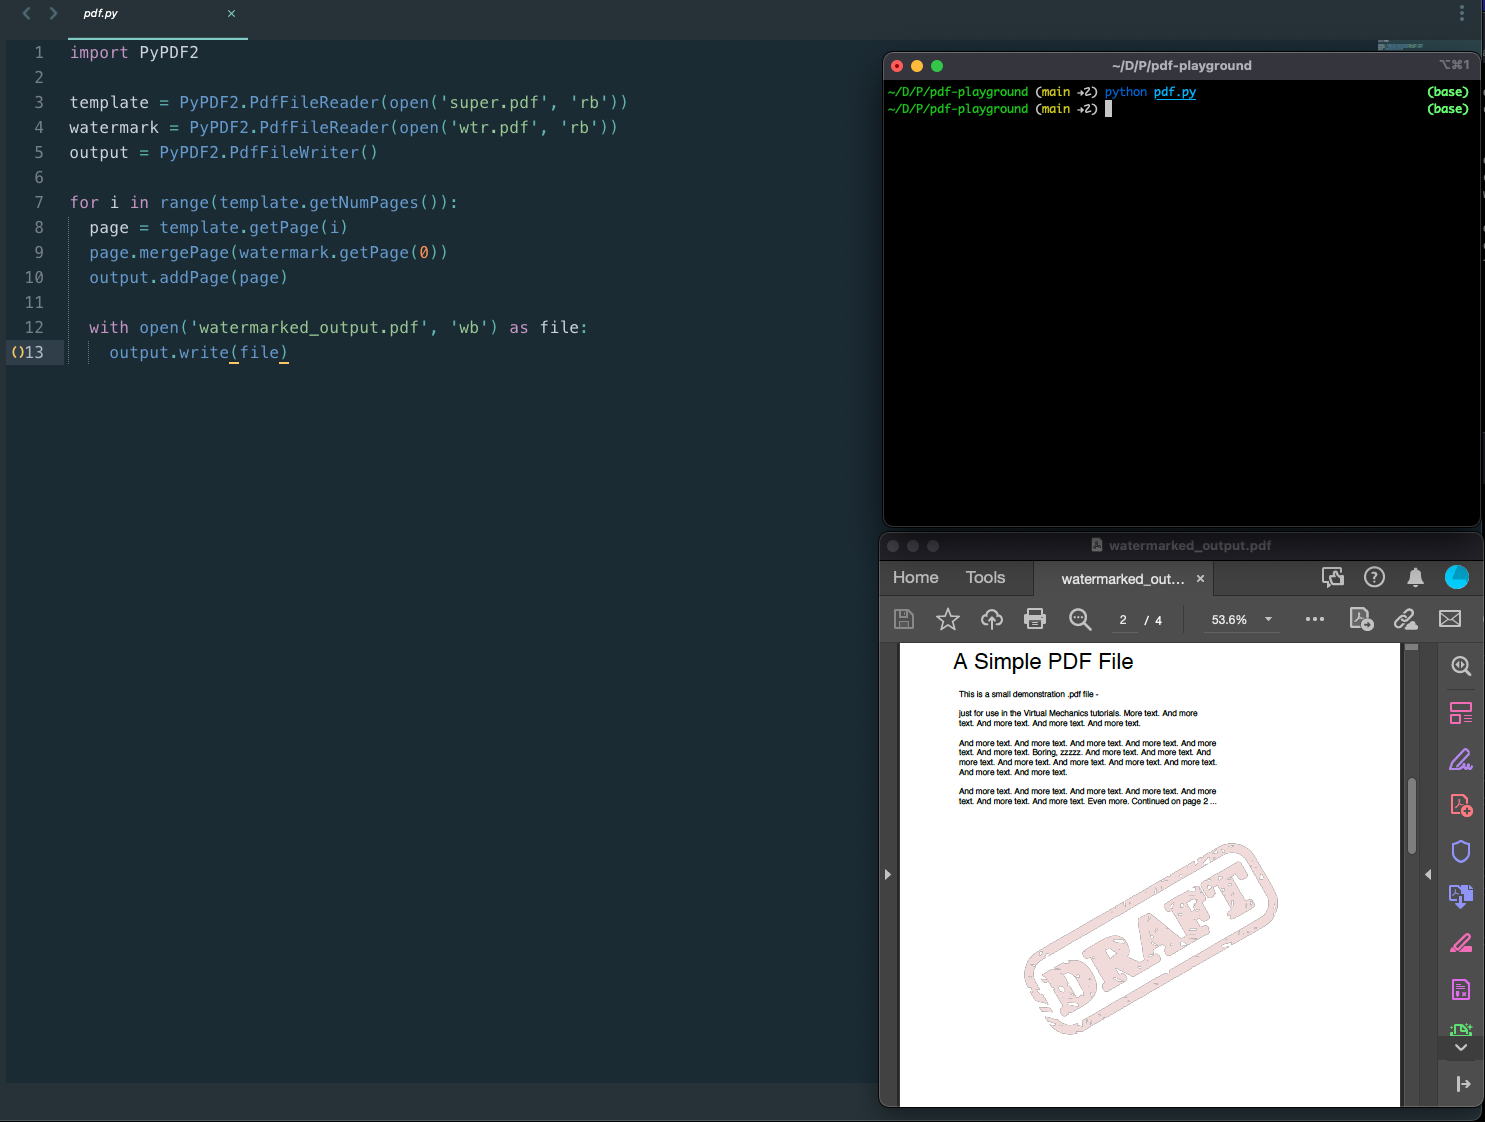 pdf.py ×
1 import PyPDF2
2
3 template = PyPDF2.PdfFileReader(open('super.pdf', 'rb'))
4 watermark = PyPDF2.PdfFileReader(open('wtr.pdf', 'rb'))
5 output = PyPDF2.PdfFileWriter()
6
7 for i in range(template.getNumPages()):
8   page = template.getPage(i)
9   page.mergePage(watermark.getPage(0))
10   output.addPage(page)
11
12   with open('watermarked_output.pdf', 'wb') as file:
()13     output.write(file)
~/D/P/pdf-playground ⌥⌘1
~/D/P/pdf-playground (main →2) python pdf.py (base)
~/D/P/pdf-playground (main →2) (base)
watermarked_output.pdf
Home Tools watermarked_out... ×
2 / 4 53.6%
A Simple PDF File
This is a small demonstration .pdf file -
just for use in the Virtual Mechanics tutorials. More text. And more
text. And more text. And more text. And more text.
And more text. And more text. And more text. And more text. And more
text. And more text. Boring, zzzzz. And more text. And more text. And
more text. And more text. And more text. And more text. And more text.
And more text. And more text.
And more text. And more text. And more text. And more text. And more
text. And more text. And more text. Even more. Continued on page 2 ...
DRAFT